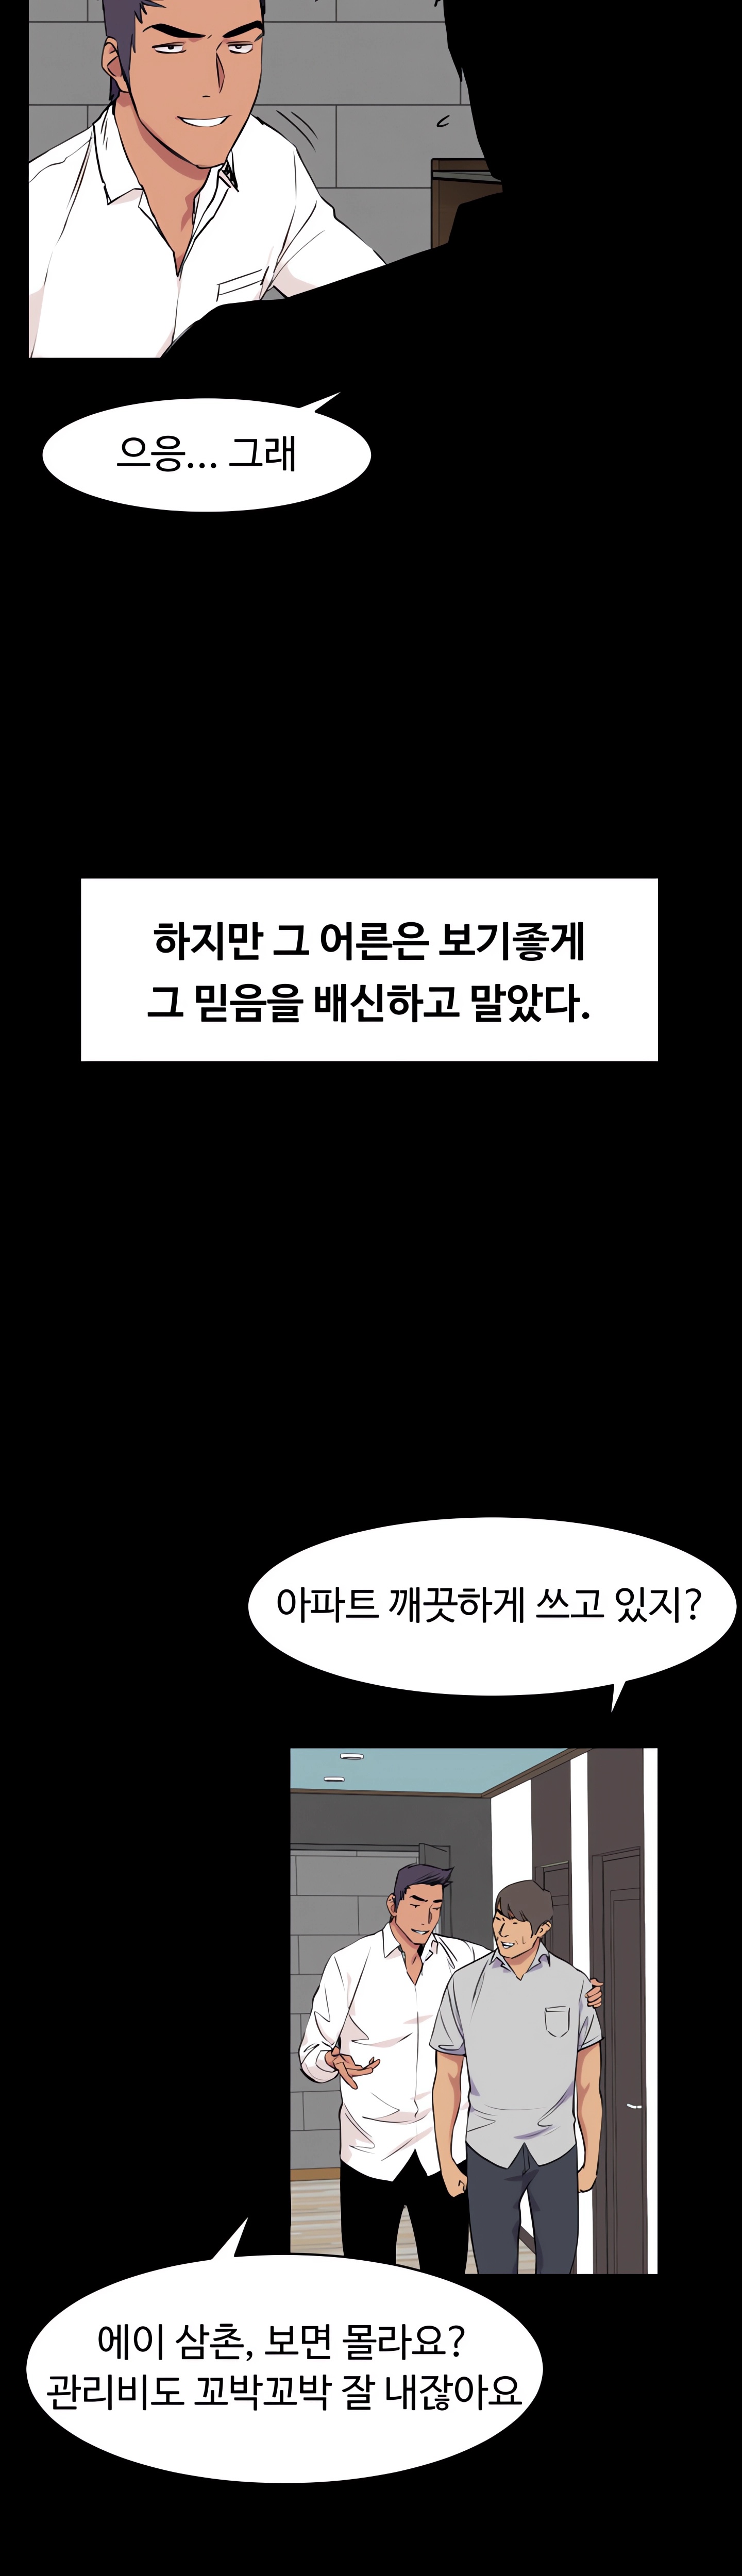 으응... 그래
하지만 그 어른은 보기좋게
그 믿음을 배신하고 말았다.
아파트 깨끗하게 쓰고 있지?
에이 삼촌, 보면 몰라요?
관리비도 꼬박꼬박 잘 내잖아요